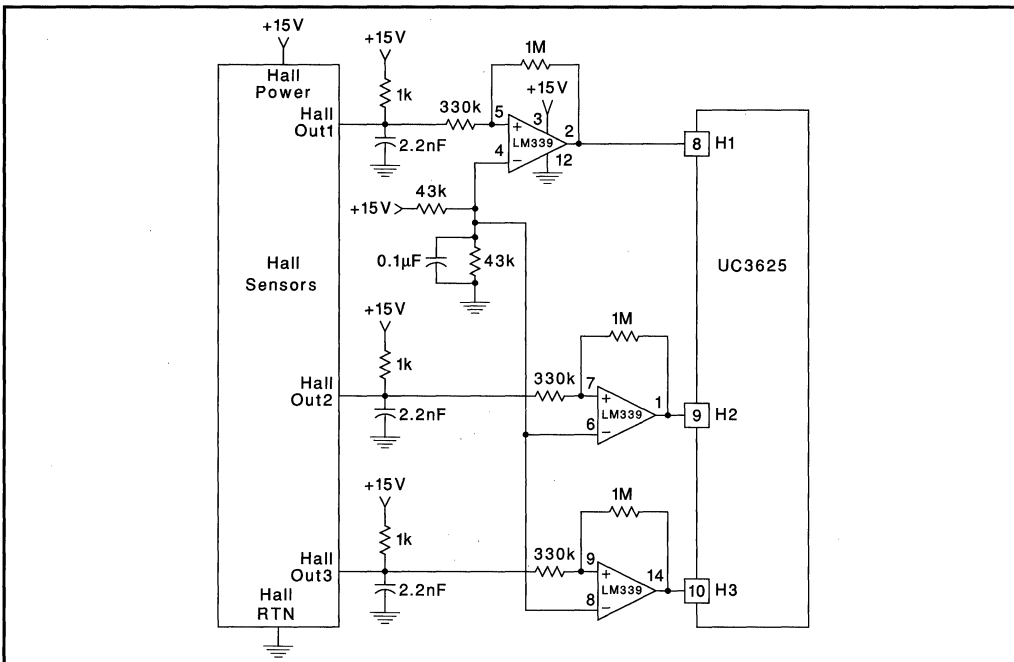 +15V
Hall
Power
Hall
Out1
+15V
1k
2.2nF
330k
1M
+15V
5
+
3
2
LM339
4
−
12
8
H1
43k
+15V
0.1µF
43k
Hall
Sensors
UC3625
+15V
1k
Hall
Out2
2.2nF
330k
1M
7
+
1
LM339
6
−
9
H2
+15V
1k
Hall
Out3
2.2nF
330k
1M
9
+
14
LM339
8
−
10
H3
Hall
RTN